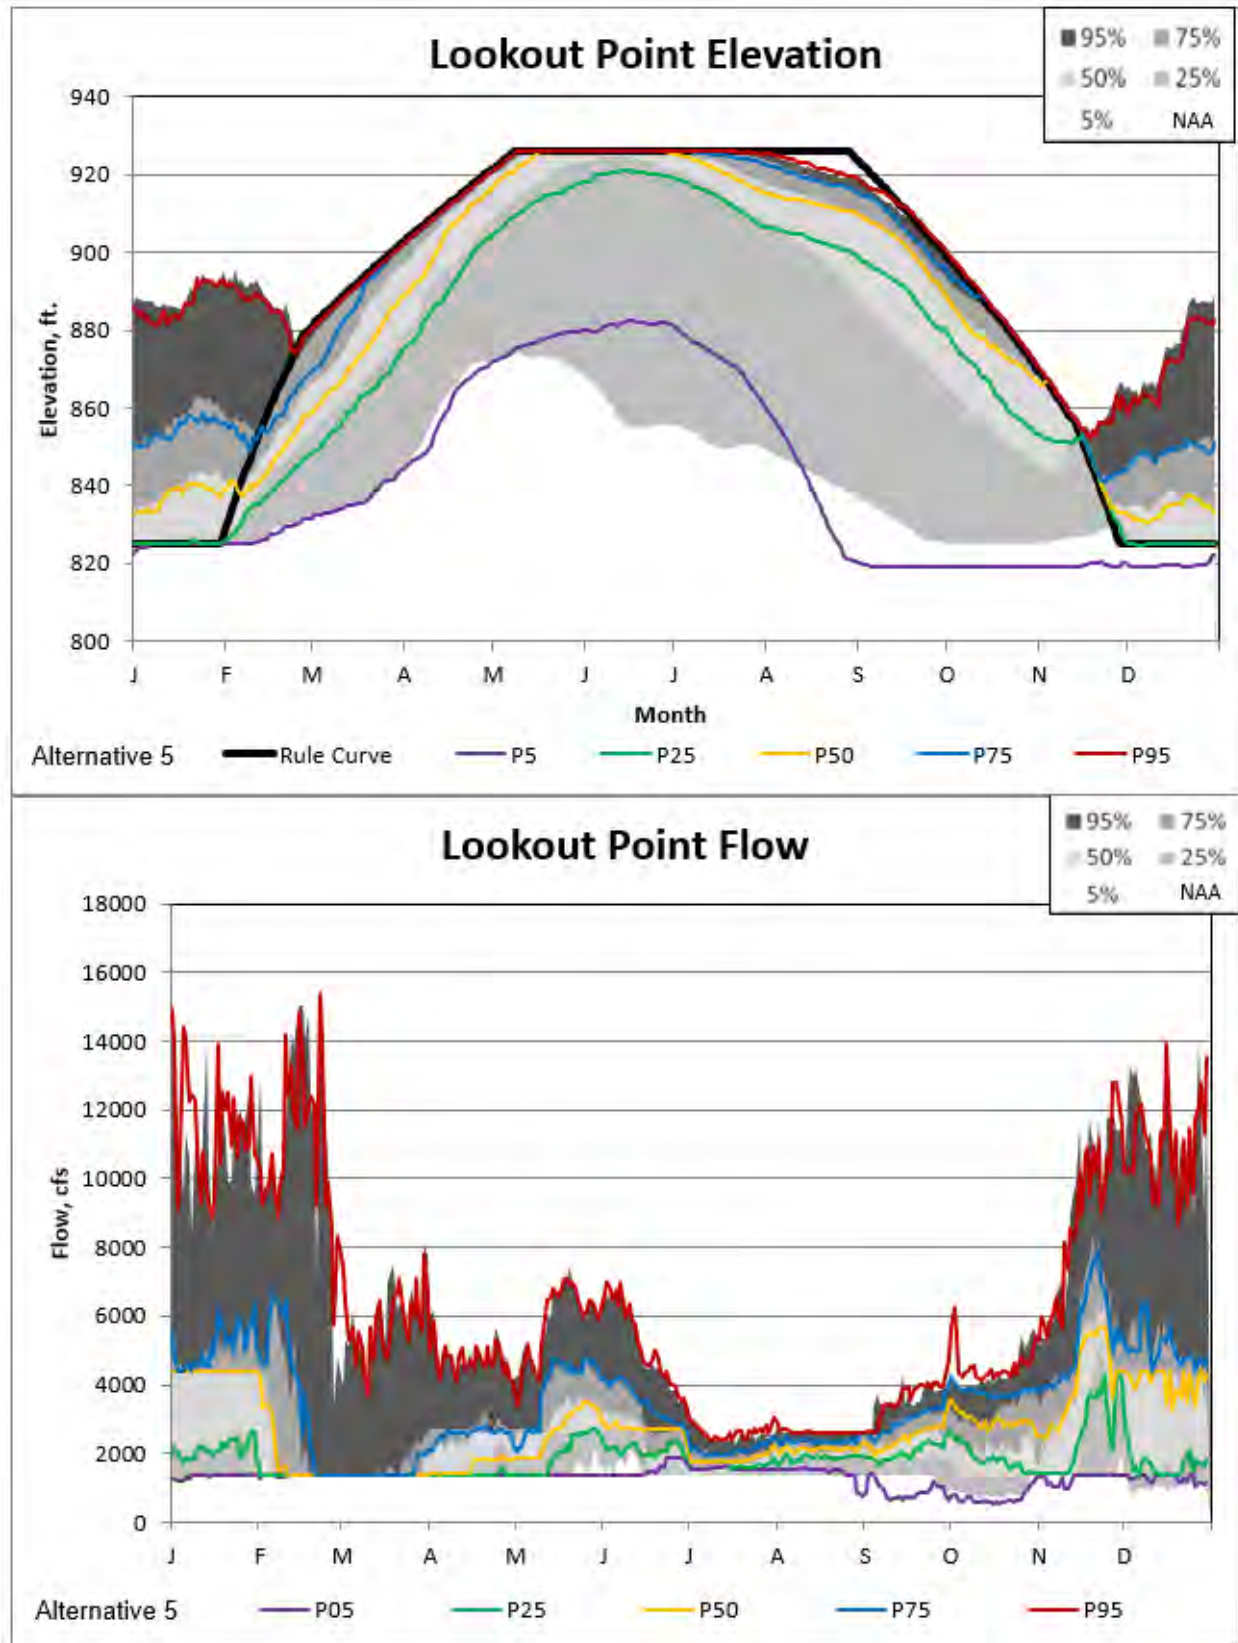 Lookout Point Elevation
95% 75%
50% 25%
5% NAA
940
920
900
880
860
840
820
800
Elevation, ft.
J F M A M J J A S O N D
Month
Alternative 5 Rule Curve P5 P25 P50 P75 P95
Lookout Point Flow
95% 75%
50% 25%
5% NAA
18000
16000
14000
12000
10000
8000
6000
4000
2000
0
Flow, cfs
J F M A M J J A S O N D
Alternative 5 P05 P25 P50 P75 P95